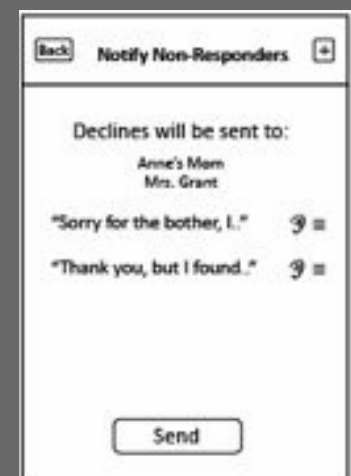 Back Notify Non-Responders +
Declines will be sent to:
Anne's Mom
Mrs. Grant
"Sorry for the bother, I.."
"Thank you, but I found.."
Send